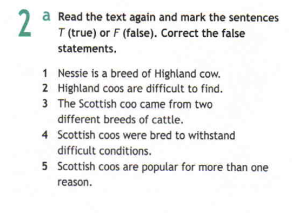 2 a Read the text again and mark the sentences
T (true) or F (false). Correct the false
statements.
1 Nessie is a breed of Highland cow.
2 Highland coos are difficult to find.
3 The Scottish coo came from two
different breeds of cattle.
4 Scottish coos were bred to withstand
difficult conditions.
5 Scottish coos are popular for more than one
reason.